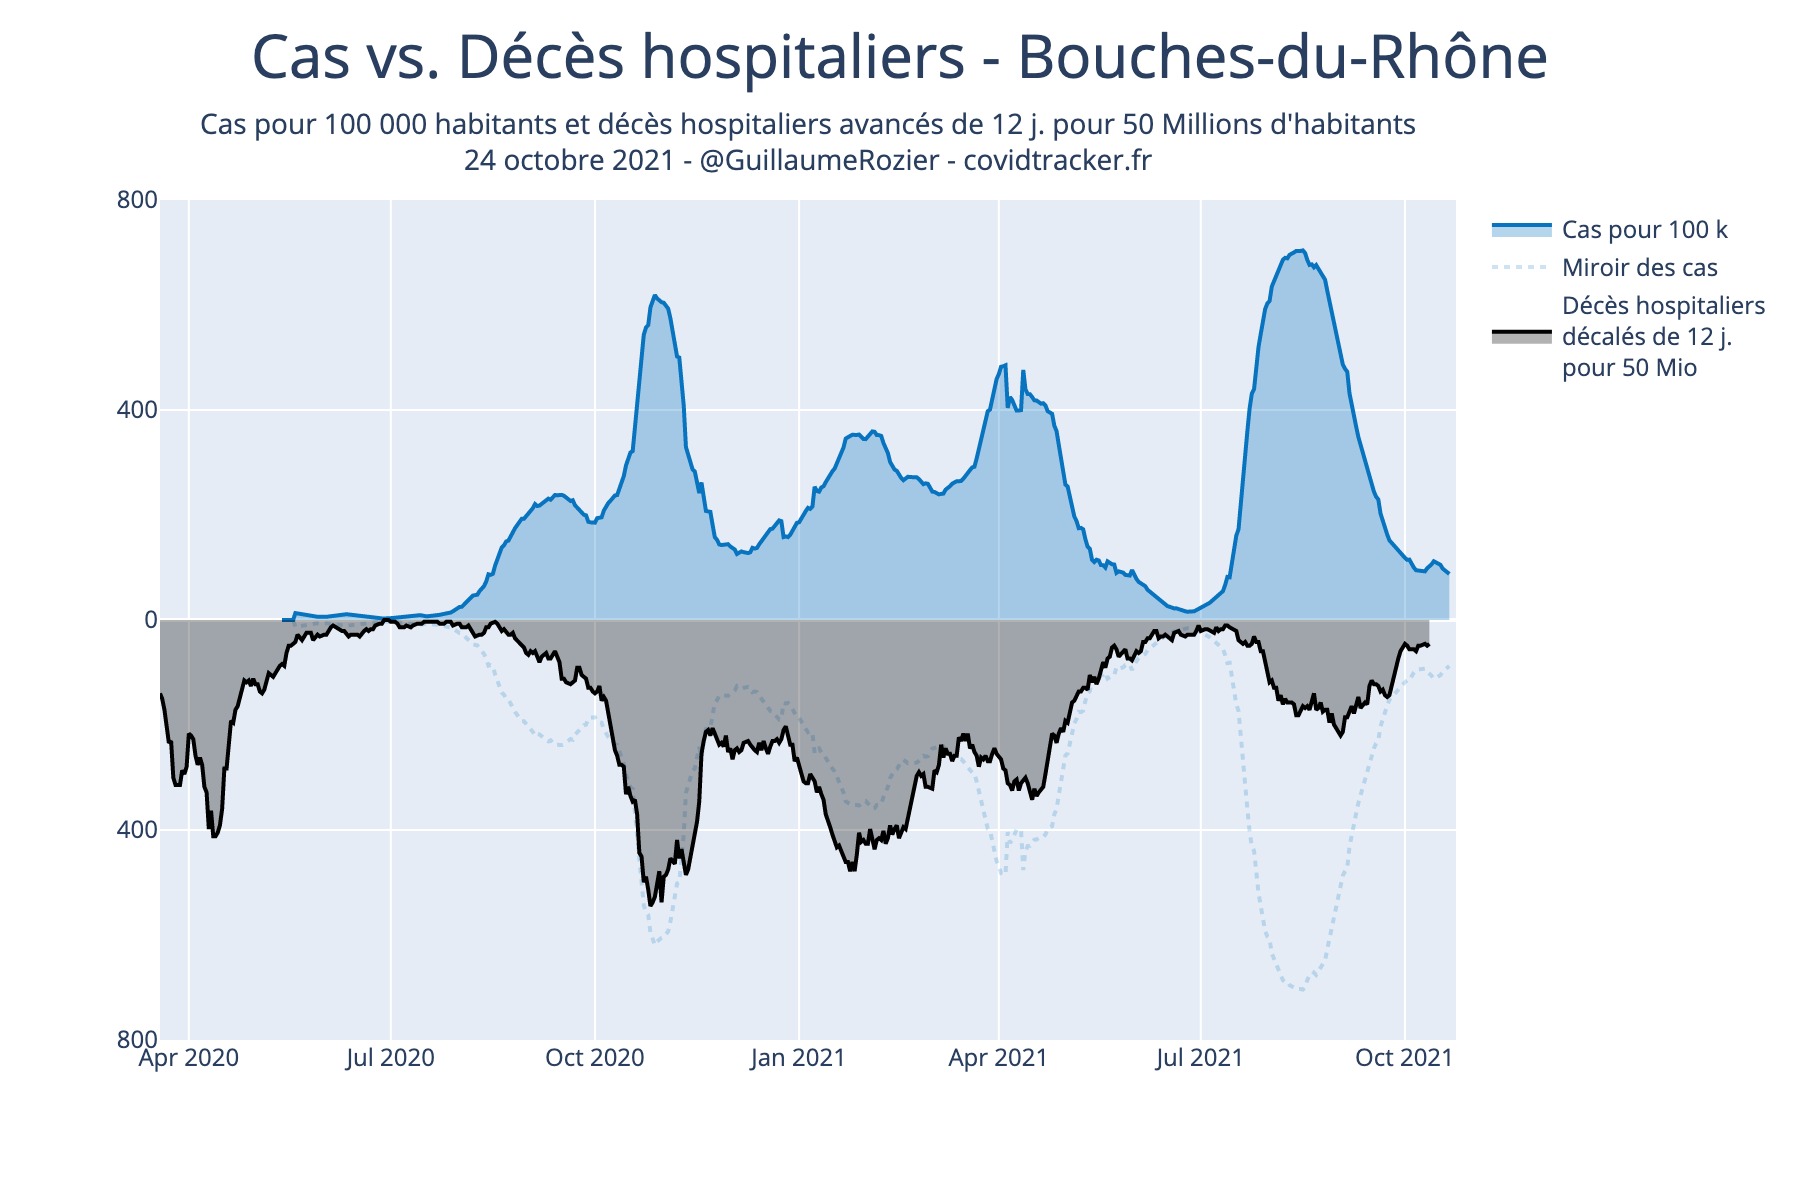 Cas vs. Décès hospitaliers - Bouches-du-Rhône
Cas pour 100 000 habitants et décès hospitaliers avancés de 12 j. pour 50 Millions d'habitants
24 octobre 2021 - @GuillaumeRozier - covidtracker.fr
800
400
0
400
800
Apr 2020
Jul 2020
Oct 2020
Jan 2021
Apr 2021
Jul 2021
Oct 2021
Cas pour 100 k
Miroir des cas
Décès hospitaliers
décalés de 12 j.
pour 50 Mio